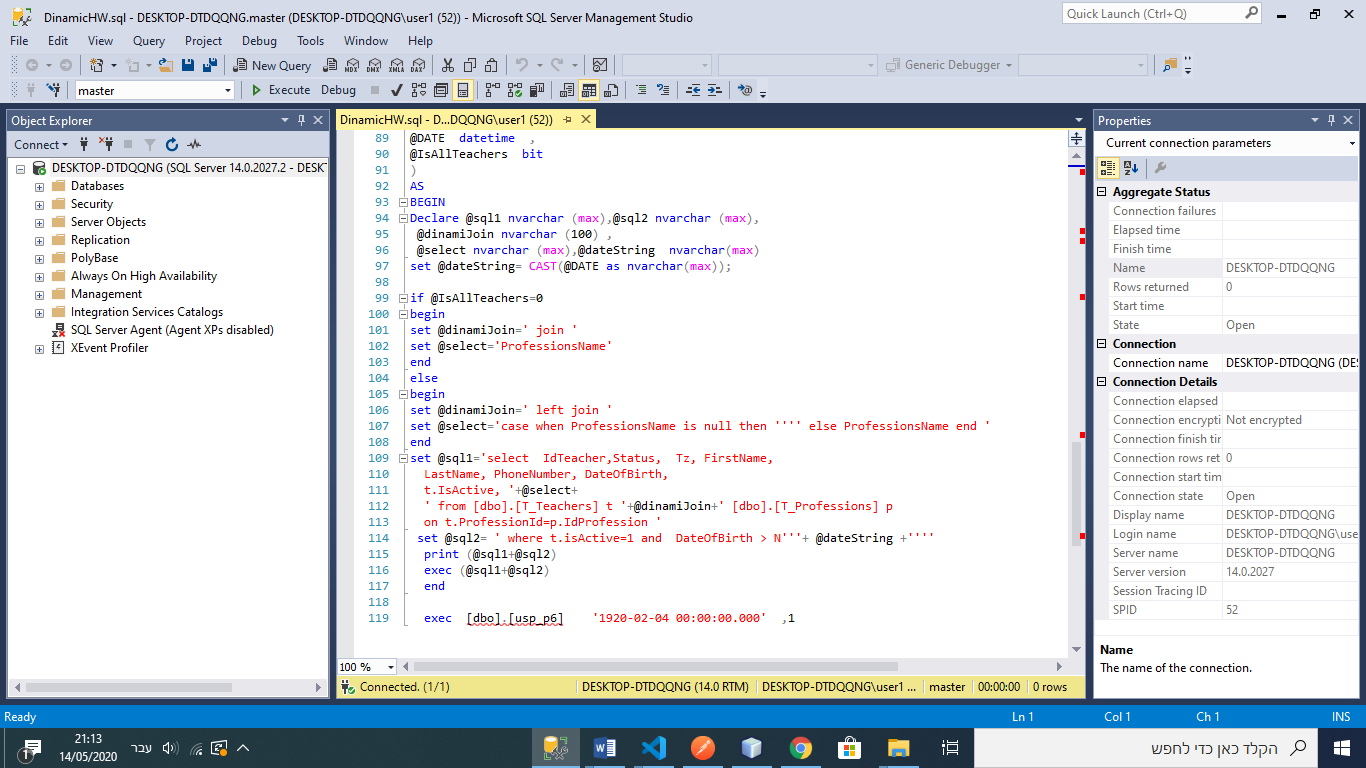 DinamicHW.sql - DESKTOP-DTDQQNG.master (DESKTOP-DTDQQNG\user1 (52)) - Microsoft SQL Server Management Studio
Quick Launch (Ctrl+Q)
File Edit View Query Project Debug Tools Window Help
New Query MDX DMX XMLA DAX Generic Debugger
master Execute Debug
Object Explorer
Connect
DESKTOP-DTDQQNG (SQL Server 14.0.2027.2 - DESKT
Databases
Security
Server Objects
Replication
PolyBase
Always On High Availability
Management
Integration Services Catalogs
SQL Server Agent (Agent XPs disabled)
XEvent Profiler
DinamicHW.sql - D...DQQNG\user1 (52))
89 @DATE  datetime  ,
90 @IsAllTeachers  bit
91 )
92 AS
93 BEGIN
94 Declare @sql1 nvarchar (max),@sql2 nvarchar (max),
95 @dinamiJoin nvarchar (100) ,
96 @select nvarchar (max),@dateString  nvarchar(max)
97 set @dateString= CAST(@DATE as nvarchar(max));
98
99 if @IsAllTeachers=0
100 begin
101 set @dinamiJoin=' join '
102 set @select='ProfessionsName'
103 end
104 else
105 begin
106 set @dinamiJoin=' left join '
107 set @select='case when ProfessionsName is null then '''' else ProfessionsName end '
108 end
109 set @sql1='select  IdTeacher,Status,  Tz, FirstName,
110 LastName, PhoneNumber, DateOfBirth,
111 t.IsActive, '+@select+
112 ' from [dbo].[T_Teachers] t '+@dinamiJoin+' [dbo].[T_Professions] p
113 on t.ProfessionId=p.IdProfession '
114 set @sql2= ' where t.isActive=1 and  DateOfBirth > N'''+ @dateString +''''
115 print (@sql1+@sql2)
116 exec (@sql1+@sql2)
117 end
118
119 exec  [dbo].[usp_p6]    '1920-02-04 00:00:00.000'  ,1
100 %
Connected. (1/1) DESKTOP-DTDQQNG (14.0 RTM) DESKTOP-DTDQQNG\user1 ... master 00:00:00 0 rows
Properties
Current connection parameters
Aggregate Status
Connection failures
Elapsed time
Finish time
Name DESKTOP-DTDQQNG
Rows returned 0
Start time
State Open
Connection
Connection name DESKTOP-DTDQQNG (DES
Connection Details
Connection elapsed
Connection encrypti Not encrypted
Connection finish tir
Connection rows ret 0
Connection start tim
Connection state Open
Display name DESKTOP-DTDQQNG
Login name DESKTOP-DTDQQNG\use
Server name DESKTOP-DTDQQNG
Server version 14.0.2027
Session Tracing ID
SPID 52
Name
The name of the connection.
Ready Ln 1 Col 1 Ch 1 INS
1
21:13
14/05/2020
עבר
הקלד כאן כדי לחפש